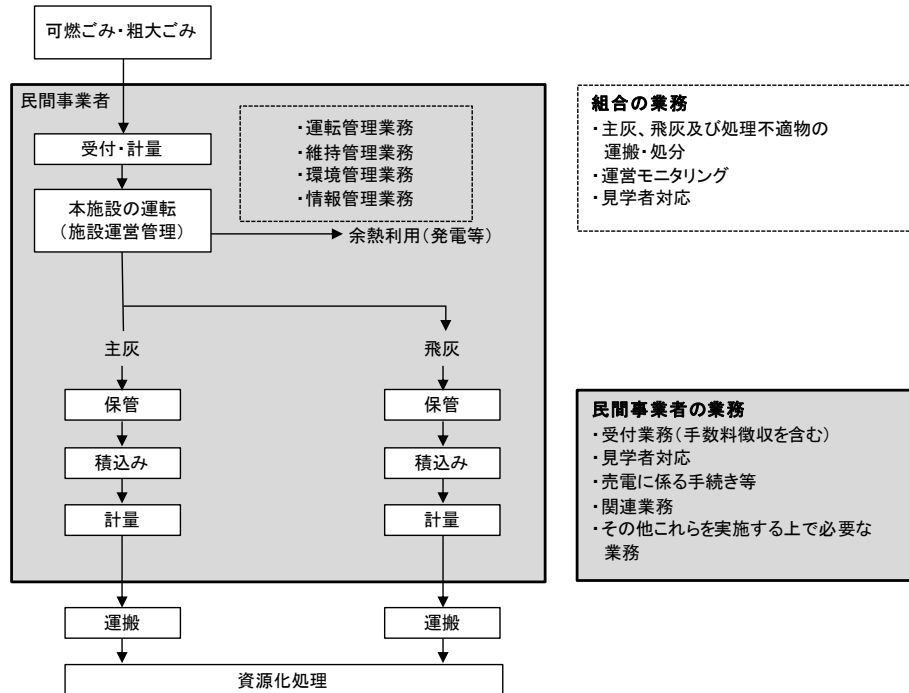 可燃ごみ・粗大ごみ
民間事業者
受付・計量
・運転管理業務
・維持管理業務
・環境管理業務
・情報管理業務
本施設の運転
（施設運営管理）
余熱利用（発電等）
主灰
飛灰
保管
保管
積込み
積込み
計量
計量
運搬
運搬
資源化処理
組合の業務
・主灰、飛灰及び処理不適物の
運搬・処分
・運営モニタリング
・見学者対応
民間事業者の業務
・受付業務（手数料徴収を含む）
・見学者対応
・売電に係る手続き等
・関連業務
・その他これらを実施する上で必要な
業務